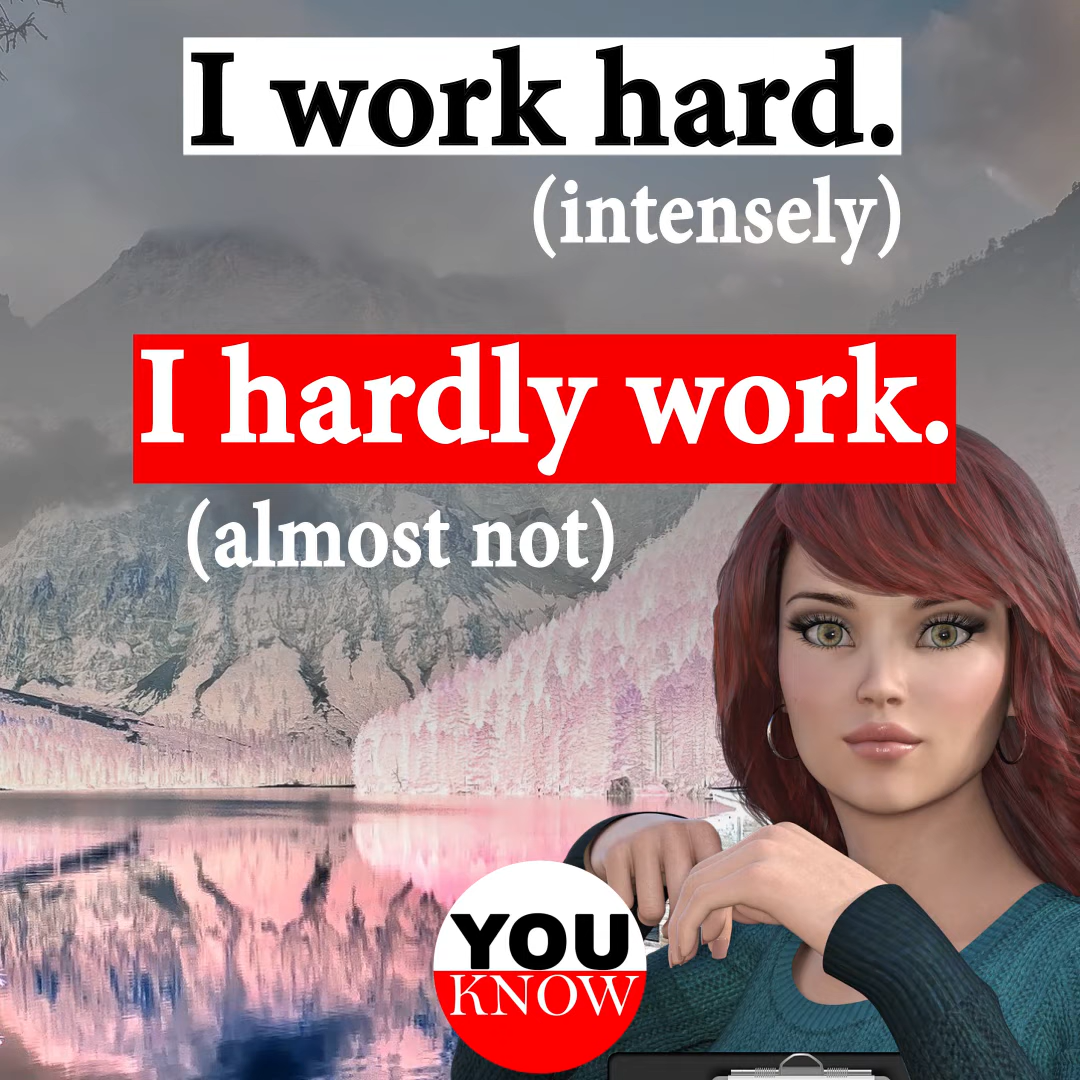 I work hard.
(intensely)
I hardly work.
(almost not)
YOU
KNOW